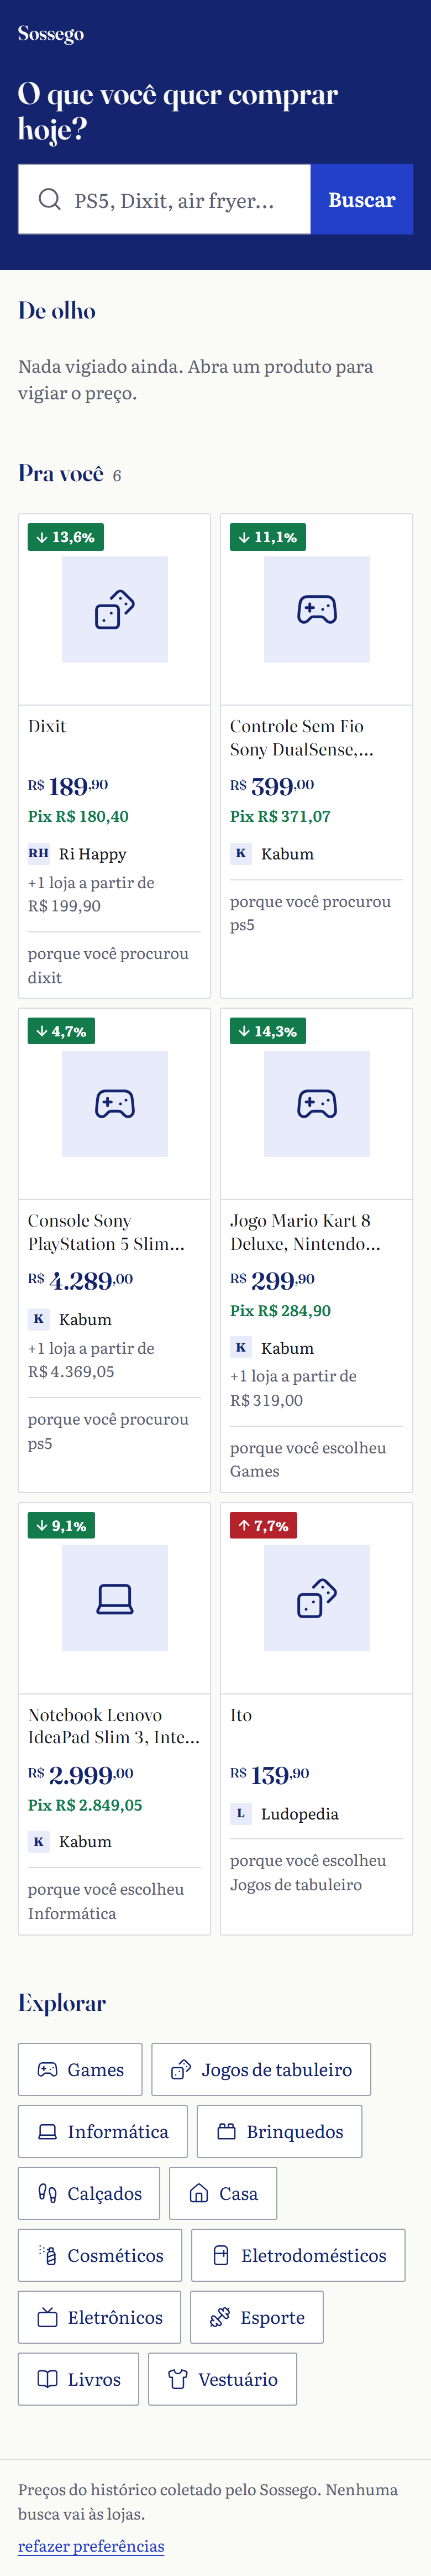 Sossego
O que você quer comprar
hoje?
PS5, Dixit, air fryer...
Buscar
De olho
Nada vigiado ainda. Abra um produto para
vigiar o preço.
Pra você 6
↓ 13,6%
Dixit
R$ 189,90
Pix R$ 180,40
RH Ri Happy
+1 loja a partir de
R$ 199,90
porque você procurou
dixit
↓ 11,1%
Controle Sem Fio
Sony DualSense,...
R$ 399,00
Pix R$ 371,07
K Kabum
porque você procurou
ps5
↓ 4,7%
Console Sony
PlayStation 5 Slim...
R$ 4.289,00
K Kabum
+1 loja a partir de
R$ 4.369,05
porque você procurou
ps5
↓ 14,3%
Jogo Mario Kart 8
Deluxe, Nintendo...
R$ 299,90
Pix R$ 284,90
K Kabum
+1 loja a partir de
R$ 319,00
porque você escolheu
Games
↓ 9,1%
Notebook Lenovo
IdeaPad Slim 3, Inte...
R$ 2.999,00
Pix R$ 2.849,05
K Kabum
porque você escolheu
Informática
↑ 7,7%
Ito
R$ 139,90
L Ludopedia
porque você escolheu
Jogos de tabuleiro
Explorar
Games
Jogos de tabuleiro
Informática
Brinquedos
Calçados
Casa
Cosméticos
Eletrodomésticos
Eletrônicos
Esporte
Livros
Vestuário
Preços do histórico coletado pelo Sossego. Nenhuma
busca vai às lojas.
refazer preferências